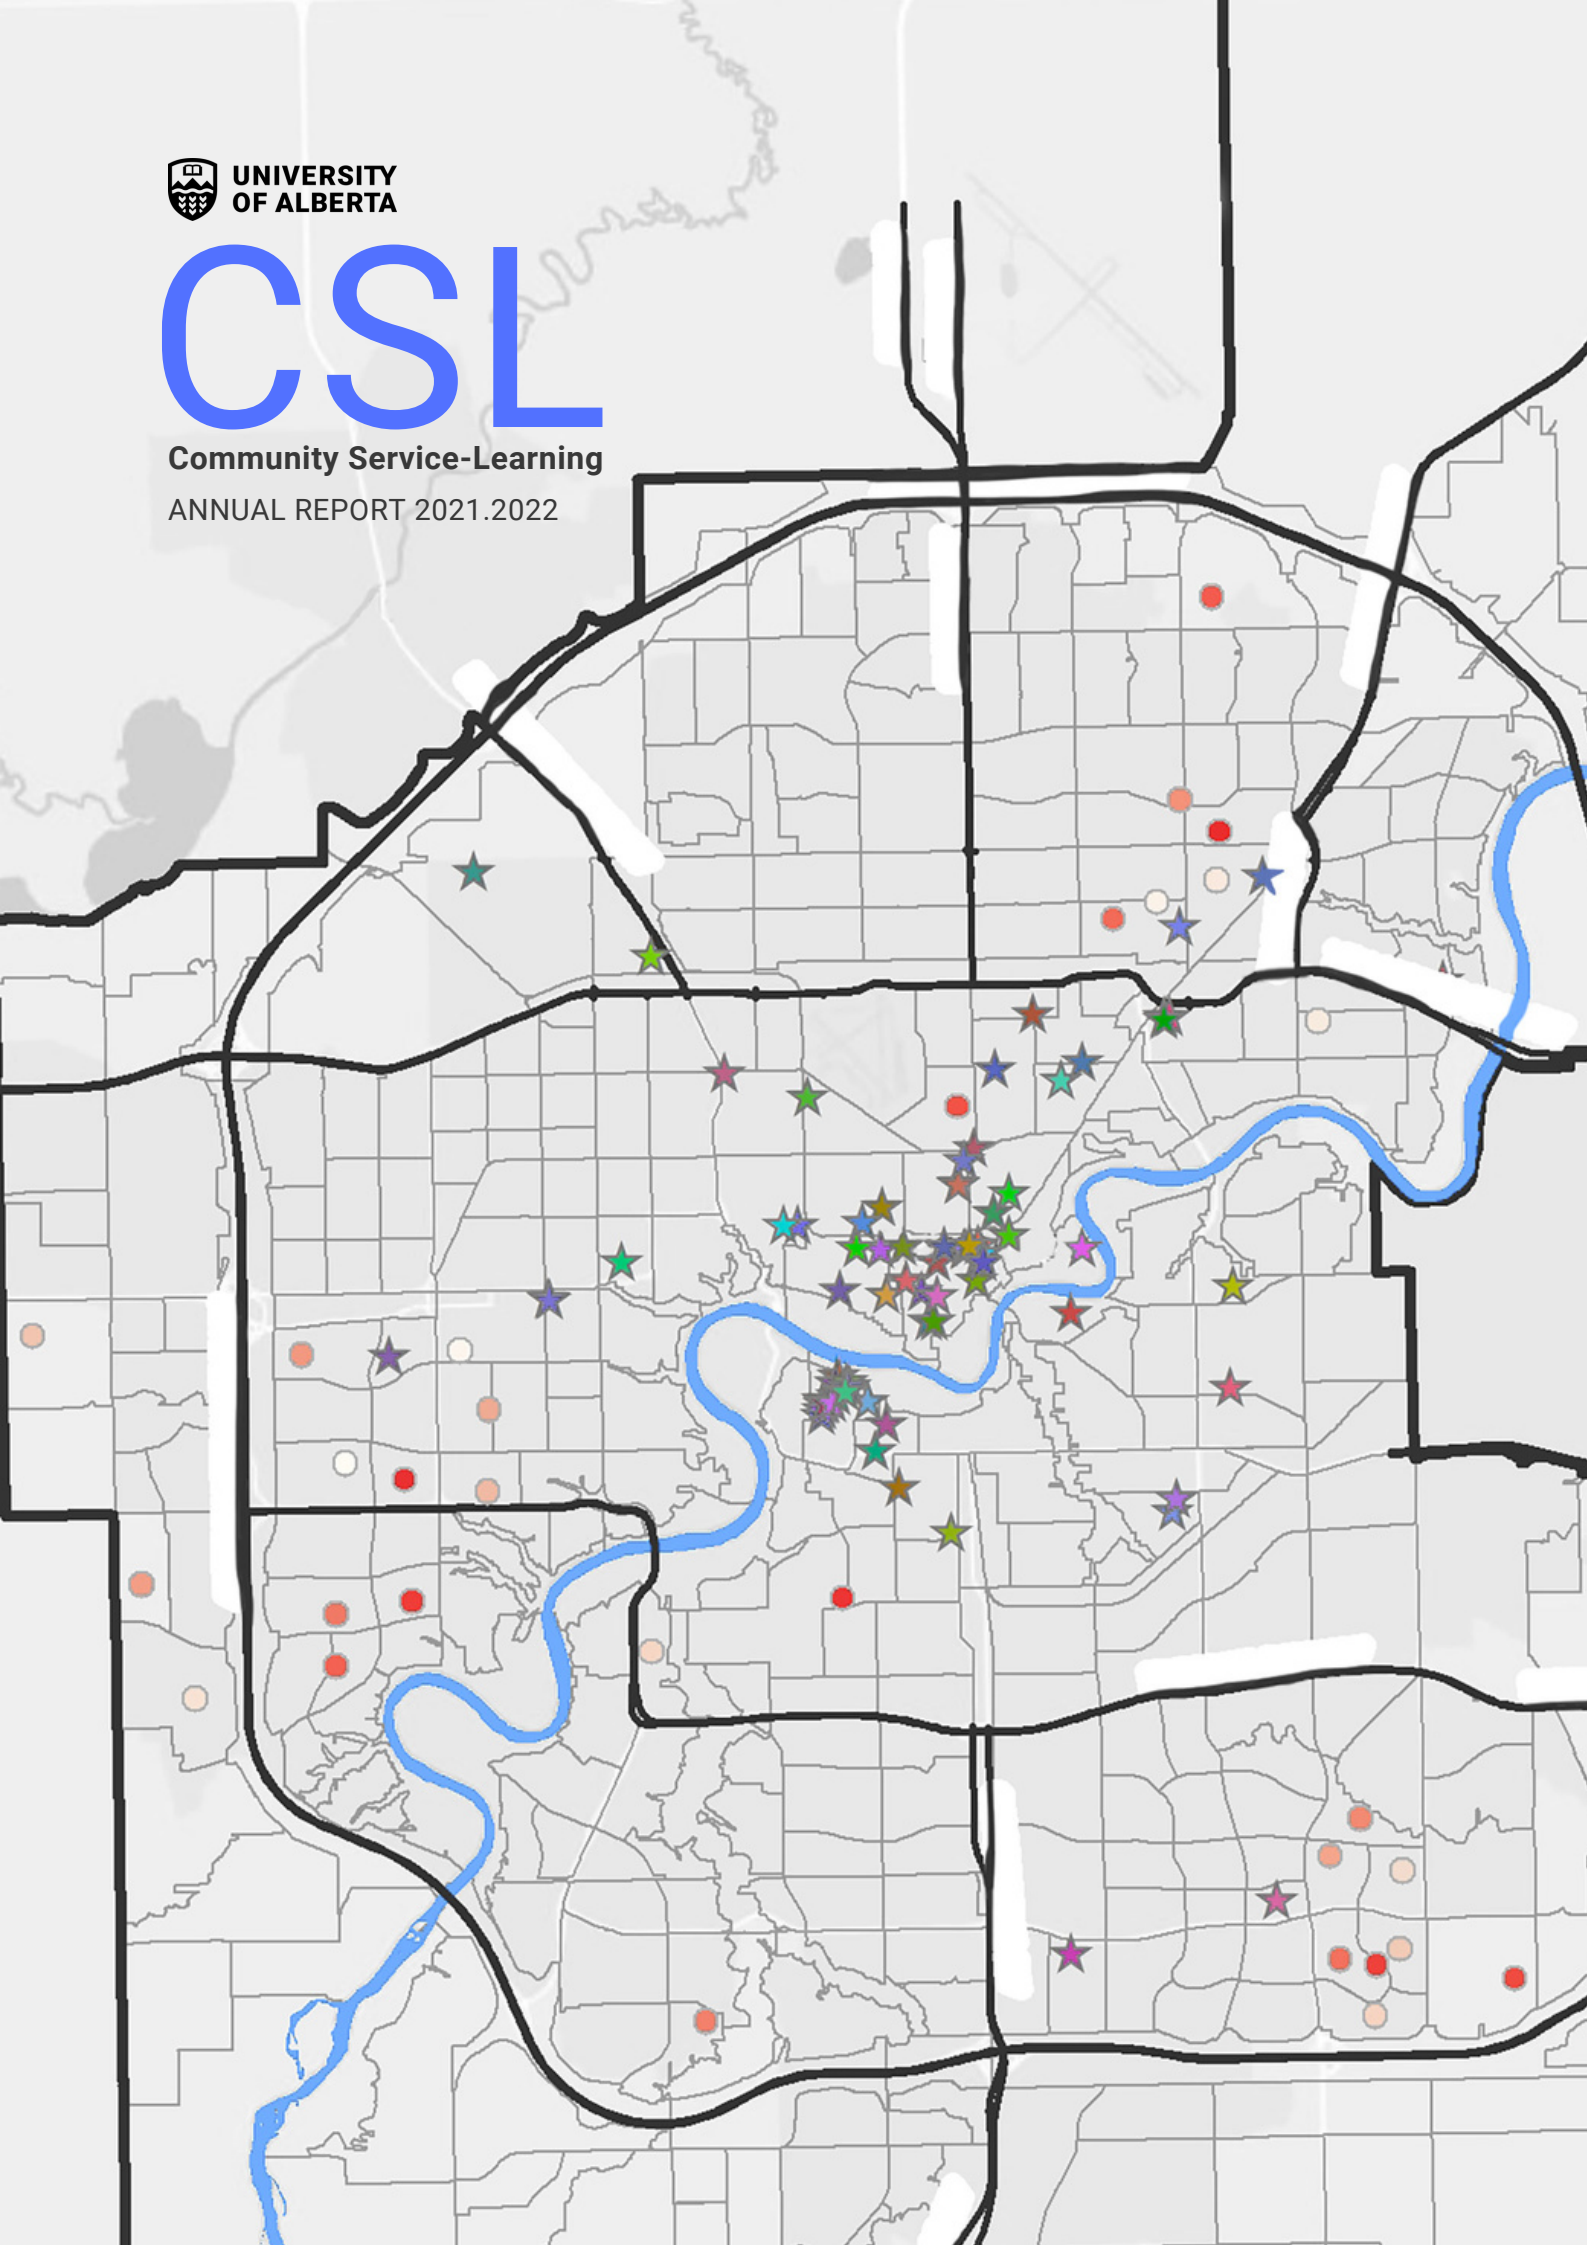 UNIVERSITY
OF ALBERTA
CSL
Community Service-Learning
ANNUAL REPORT 2021.2022